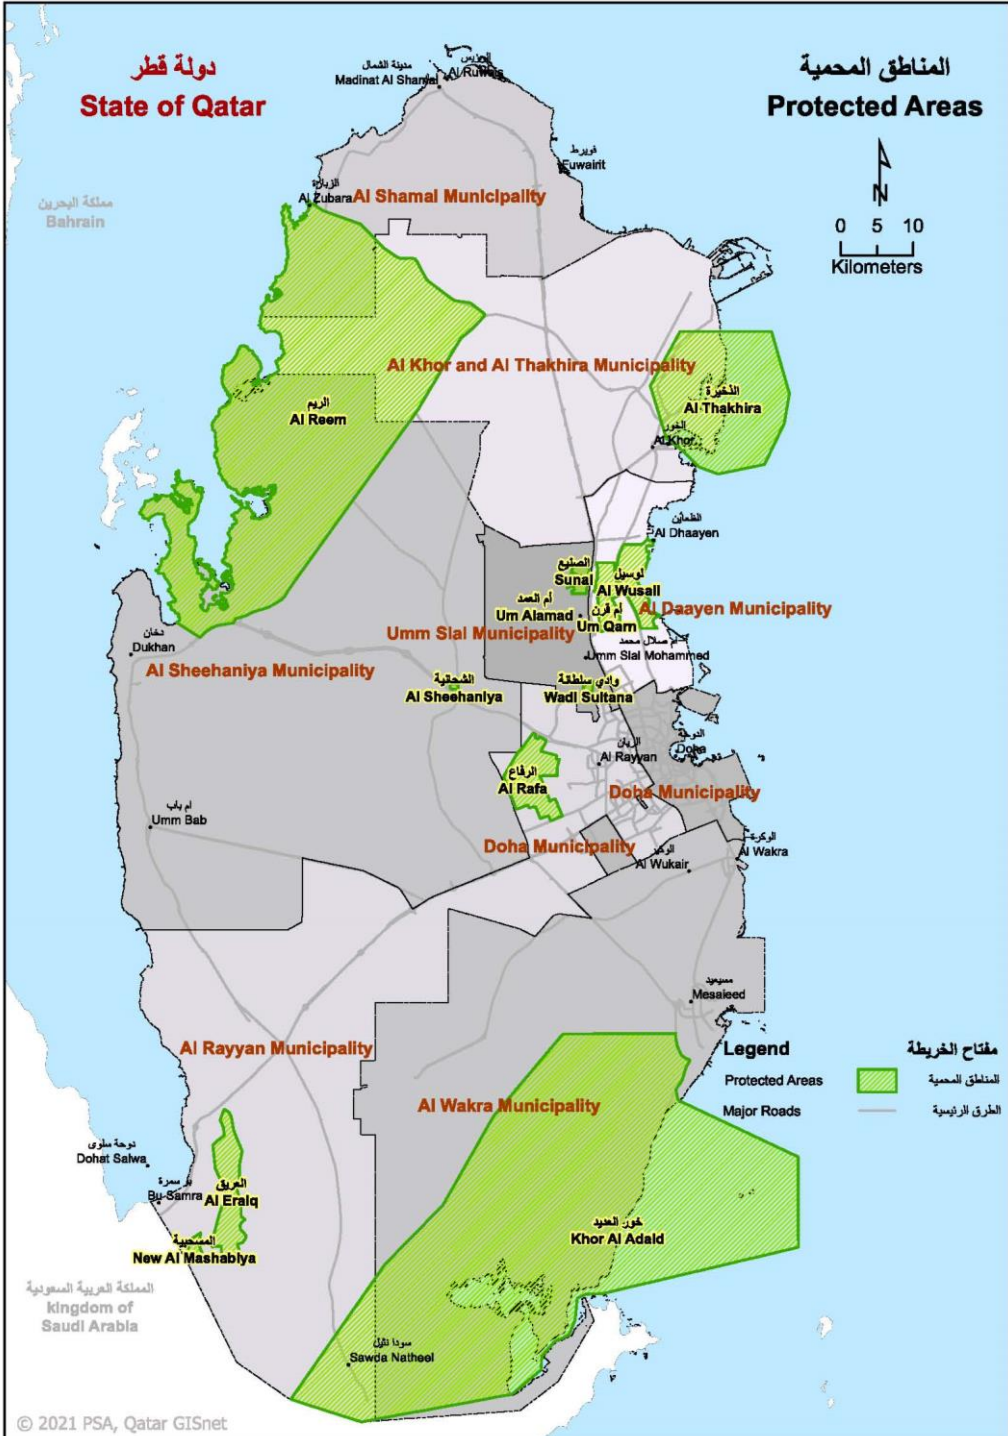 دولة قطر
State of Qatar
المناطق المحمية
Protected Areas
N
0 5 10
Kilometers
مدينة الشمال
Madinat Al Shamal
الرويس
Al Ruwais
فويرط
Fuwairit
الزبارة
Al Zubara
Al Shamal Municipality
مملكة البحرين
Bahrain
Al Khor and Al Thakhira Municipality
الذخيرة
Al Thakhira
الريم
Al Reem
الخور
Al Khor
الظعاين
Al Dhaayen
الصنيع
Sunai
لوسيل
Al Wusail
أم العمد
Um Alamad
أم قرن
Um Qarn
Al Daayen Municipality
Umm Slal Municipality
أم صلال محمد
Umm Slal Mohammed
دخان
Dukhan
Al Sheehaniya Municipality
الشحانية
Al Sheehaniya
وادي سلطانة
Wadi Sultana
الدوحة
Doha
الريان
Al Rayyan
الرفاع
Al Rafa
Doha Municipality
ام باب
Umm Bab
Doha Municipality
الوكير
Al Wukair
الوكرة
Al Wakra
مسيعيد
Mesaieed
Al Rayyan Municipality
Legend
مفتاح الخريطة
Protected Areas
المناطق المحمية
Major Roads
الطرق الرئيسية
Al Wakra Municipality
دوحة سلوى
Dohat Salwa
بو سمرة
Bu Samra
العريق
Al Eraiq
المسحبية
New Al Mashabiya
خور العديد
Khor Al Adaid
المملكة العربية السعودية
kingdom of
Saudi Arabia
سودا نثيل
Sawda Natheel
© 2021 PSA, Qatar GISnet